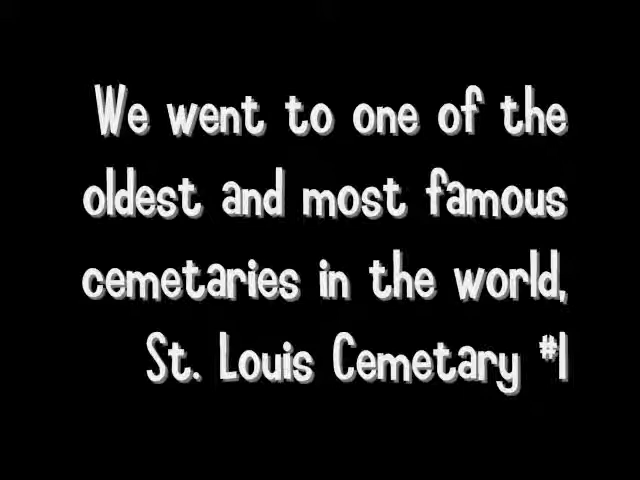 We went to one of the
oldest and most famous
cemetaries in the world,
St. Louis Cemetary #1